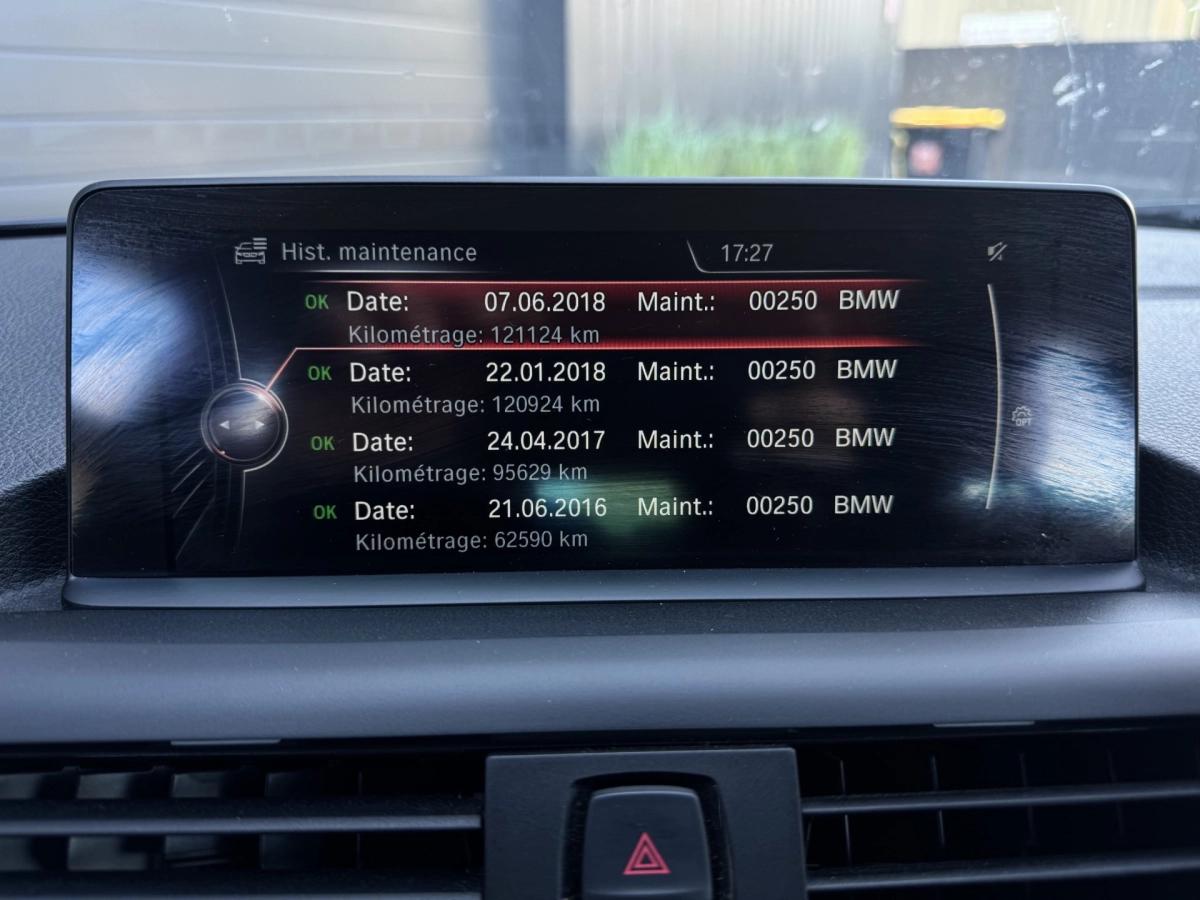 Hist. maintenance 17:27
OK Date: 07.06.2018 Maint.: 00250 BMW
Kilométrage: 121124 km
OK Date: 22.01.2018 Maint.: 00250 BMW
Kilométrage: 120924 km
OK Date: 24.04.2017 Maint.: 00250 BMW
Kilométrage: 95629 km
OK Date: 21.06.2016 Maint.: 00250 BMW
Kilométrage: 62590 km
OPT